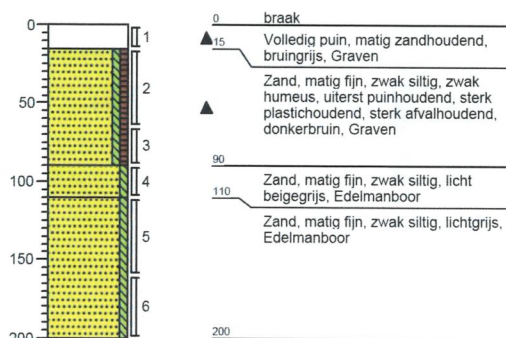 0
50
100
150
200
1
2
3
4
5
6
0 braak
15 Volledig puin, matig zandhoudend,
bruingrijs, Graven
Zand, matig fijn, zwak siltig, zwak
humeus, uiterst puinhoudend, sterk
plastichoudend, sterk afvalhoudend,
donkerbruin, Graven
90
Zand, matig fijn, zwak siltig, licht
beigegrijs, Edelmanboor
110
Zand, matig fijn, zwak siltig, lichtgrijs,
Edelmanboor
200